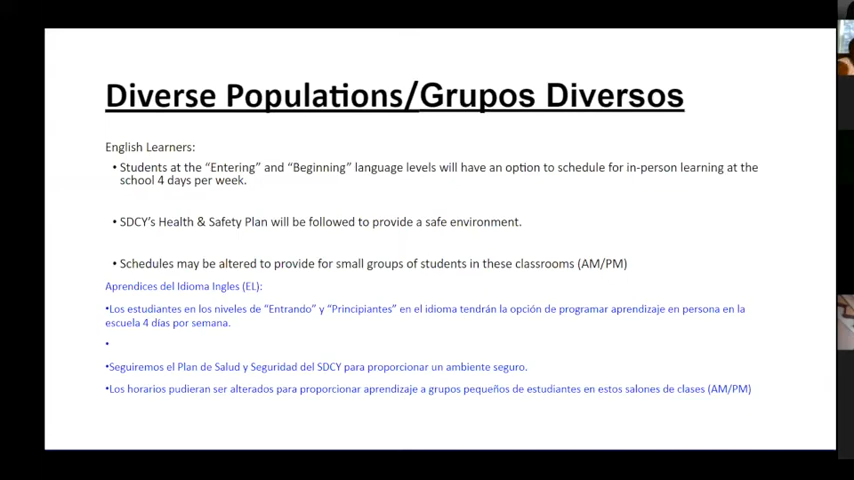 Diverse Populations/Grupos Diversos
English Learners:
• Students at the “Entering” and “Beginning” language levels will have an option to schedule for in-person learning at the
school 4 days per week.
• SDCY’s Health & Safety Plan will be followed to provide a safe environment.
• Schedules may be altered to provide for small groups of students in these classrooms (AM/PM)
Aprendices del Idioma Ingles (EL):
•Los estudiantes en los niveles de “Entrando” y “Principiantes” en el idioma tendrán la opción de programar aprendizaje en persona en la
escuela 4 días por semana.
•
•Seguiremos el Plan de Salud y Seguridad del SDCY para proporcionar un ambiente seguro.
•Los horarios pudieran ser alterados para proporcionar aprendizaje a grupos pequeños de estudiantes en estos salones de clases (AM/PM)